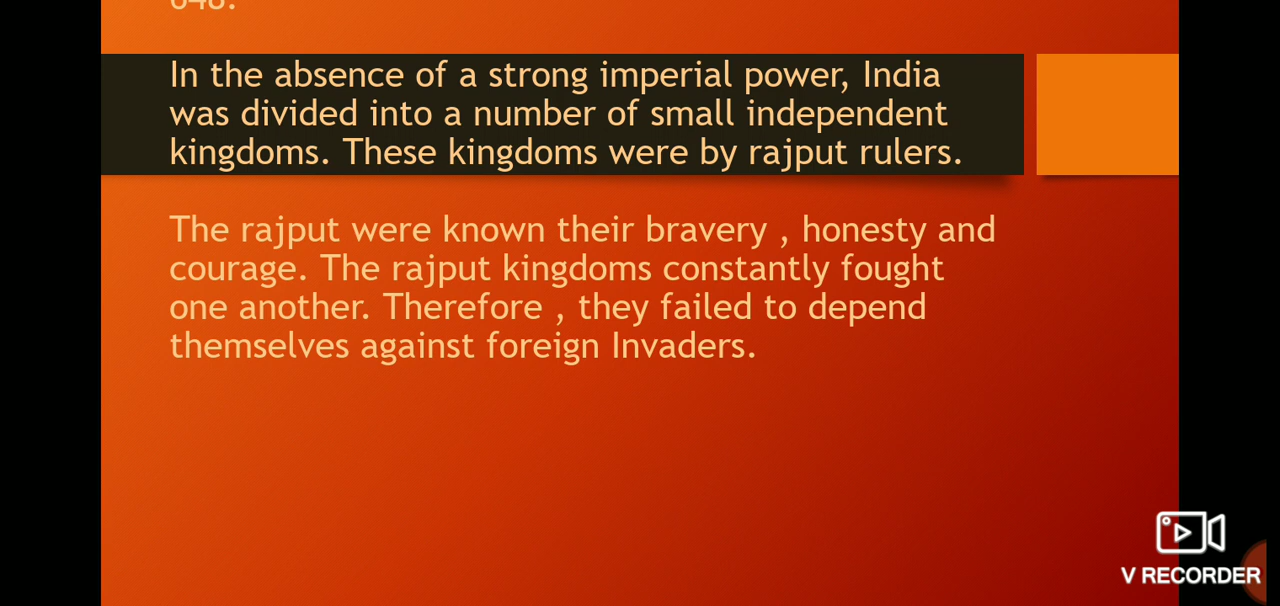 648.
In the absence of a strong imperial power, India
was divided into a number of small independent
kingdoms. These kingdoms were by rajput rulers.
The rajput were known their bravery , honesty and
courage. The rajput kingdoms constantly fought
one another. Therefore , they failed to depend
themselves against foreign Invaders.
V RECORDER